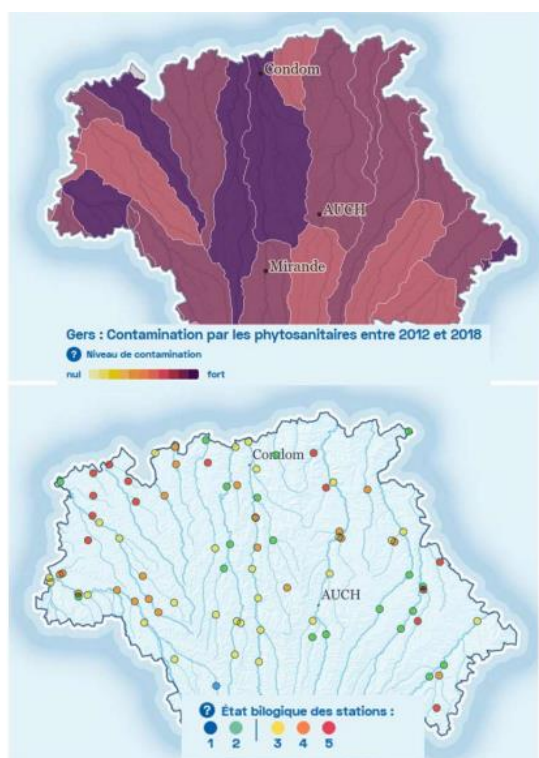 Condom
AUCH
Mirande
Gers : Contamination par les phytosanitaires entre 2012 et 2018
? Niveau de contamination
nul fort
Condom
AUCH
? État bilogique des stations :
1 2 3 4 5